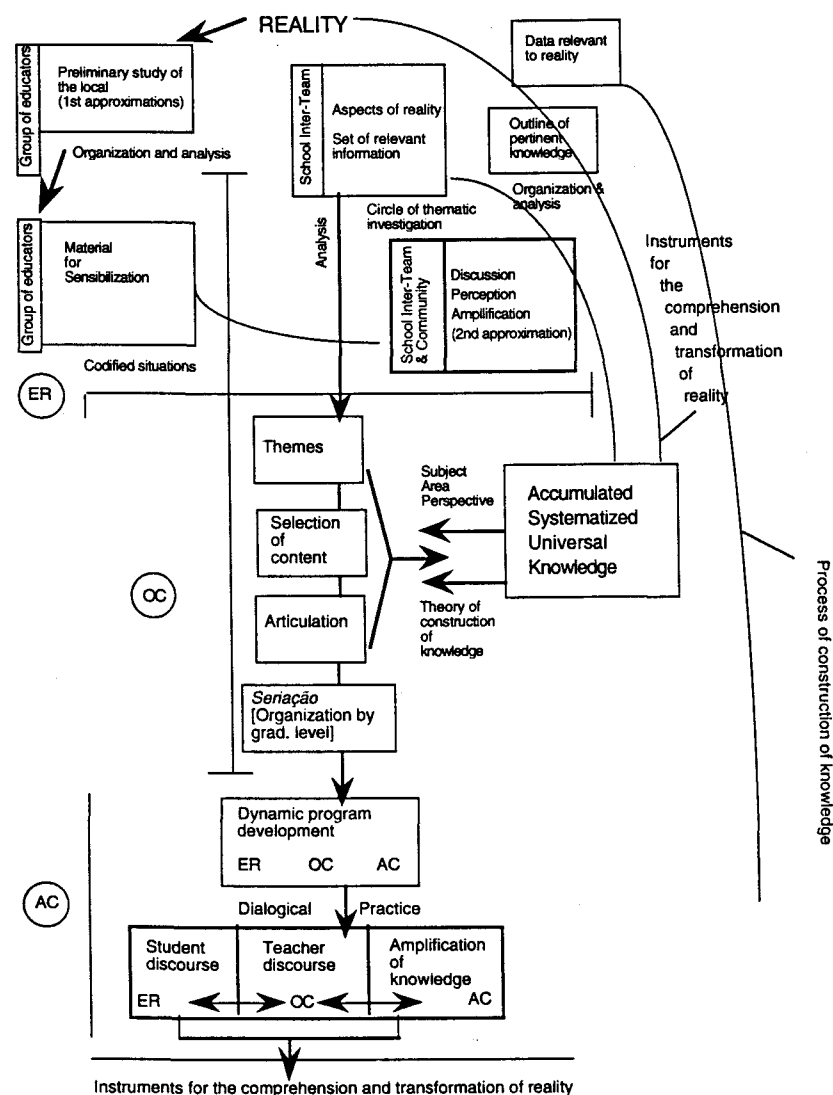 REALITY
Group of educators
Preliminary study of
the local
(1st approximations)
Organization and analysis
Group of educators
Material
for
Sensibilization
Codified situations
School Inter-Team
Aspects of reality
Set of relevant
information
Data relevant
to reality
Outline of
pertinent
knowledge
Organization &
analysis
Analysis
Circle of thematic
investigation
School Inter-Team
& Community
Discussion
Perception
Amplification
(2nd approximation)
Instruments
for
the
comprehension
and
transformation
of
reality
ER
Themes
Selection
of
content
Articulation
Subject
Area
Perspective
Theory of
construction
of
knowledge
Accumulated
Systematized
Universal
Knowledge
Process of construction of knowledge
OC
Seriação
[Organization by
grad. level]
Dynamic program
development
ER OC AC
AC
Dialogical Practice
Student
discourse
Teacher
discourse
Amplification
of
knowledge
ER OC AC
Instruments for the comprehension and transformation of reality